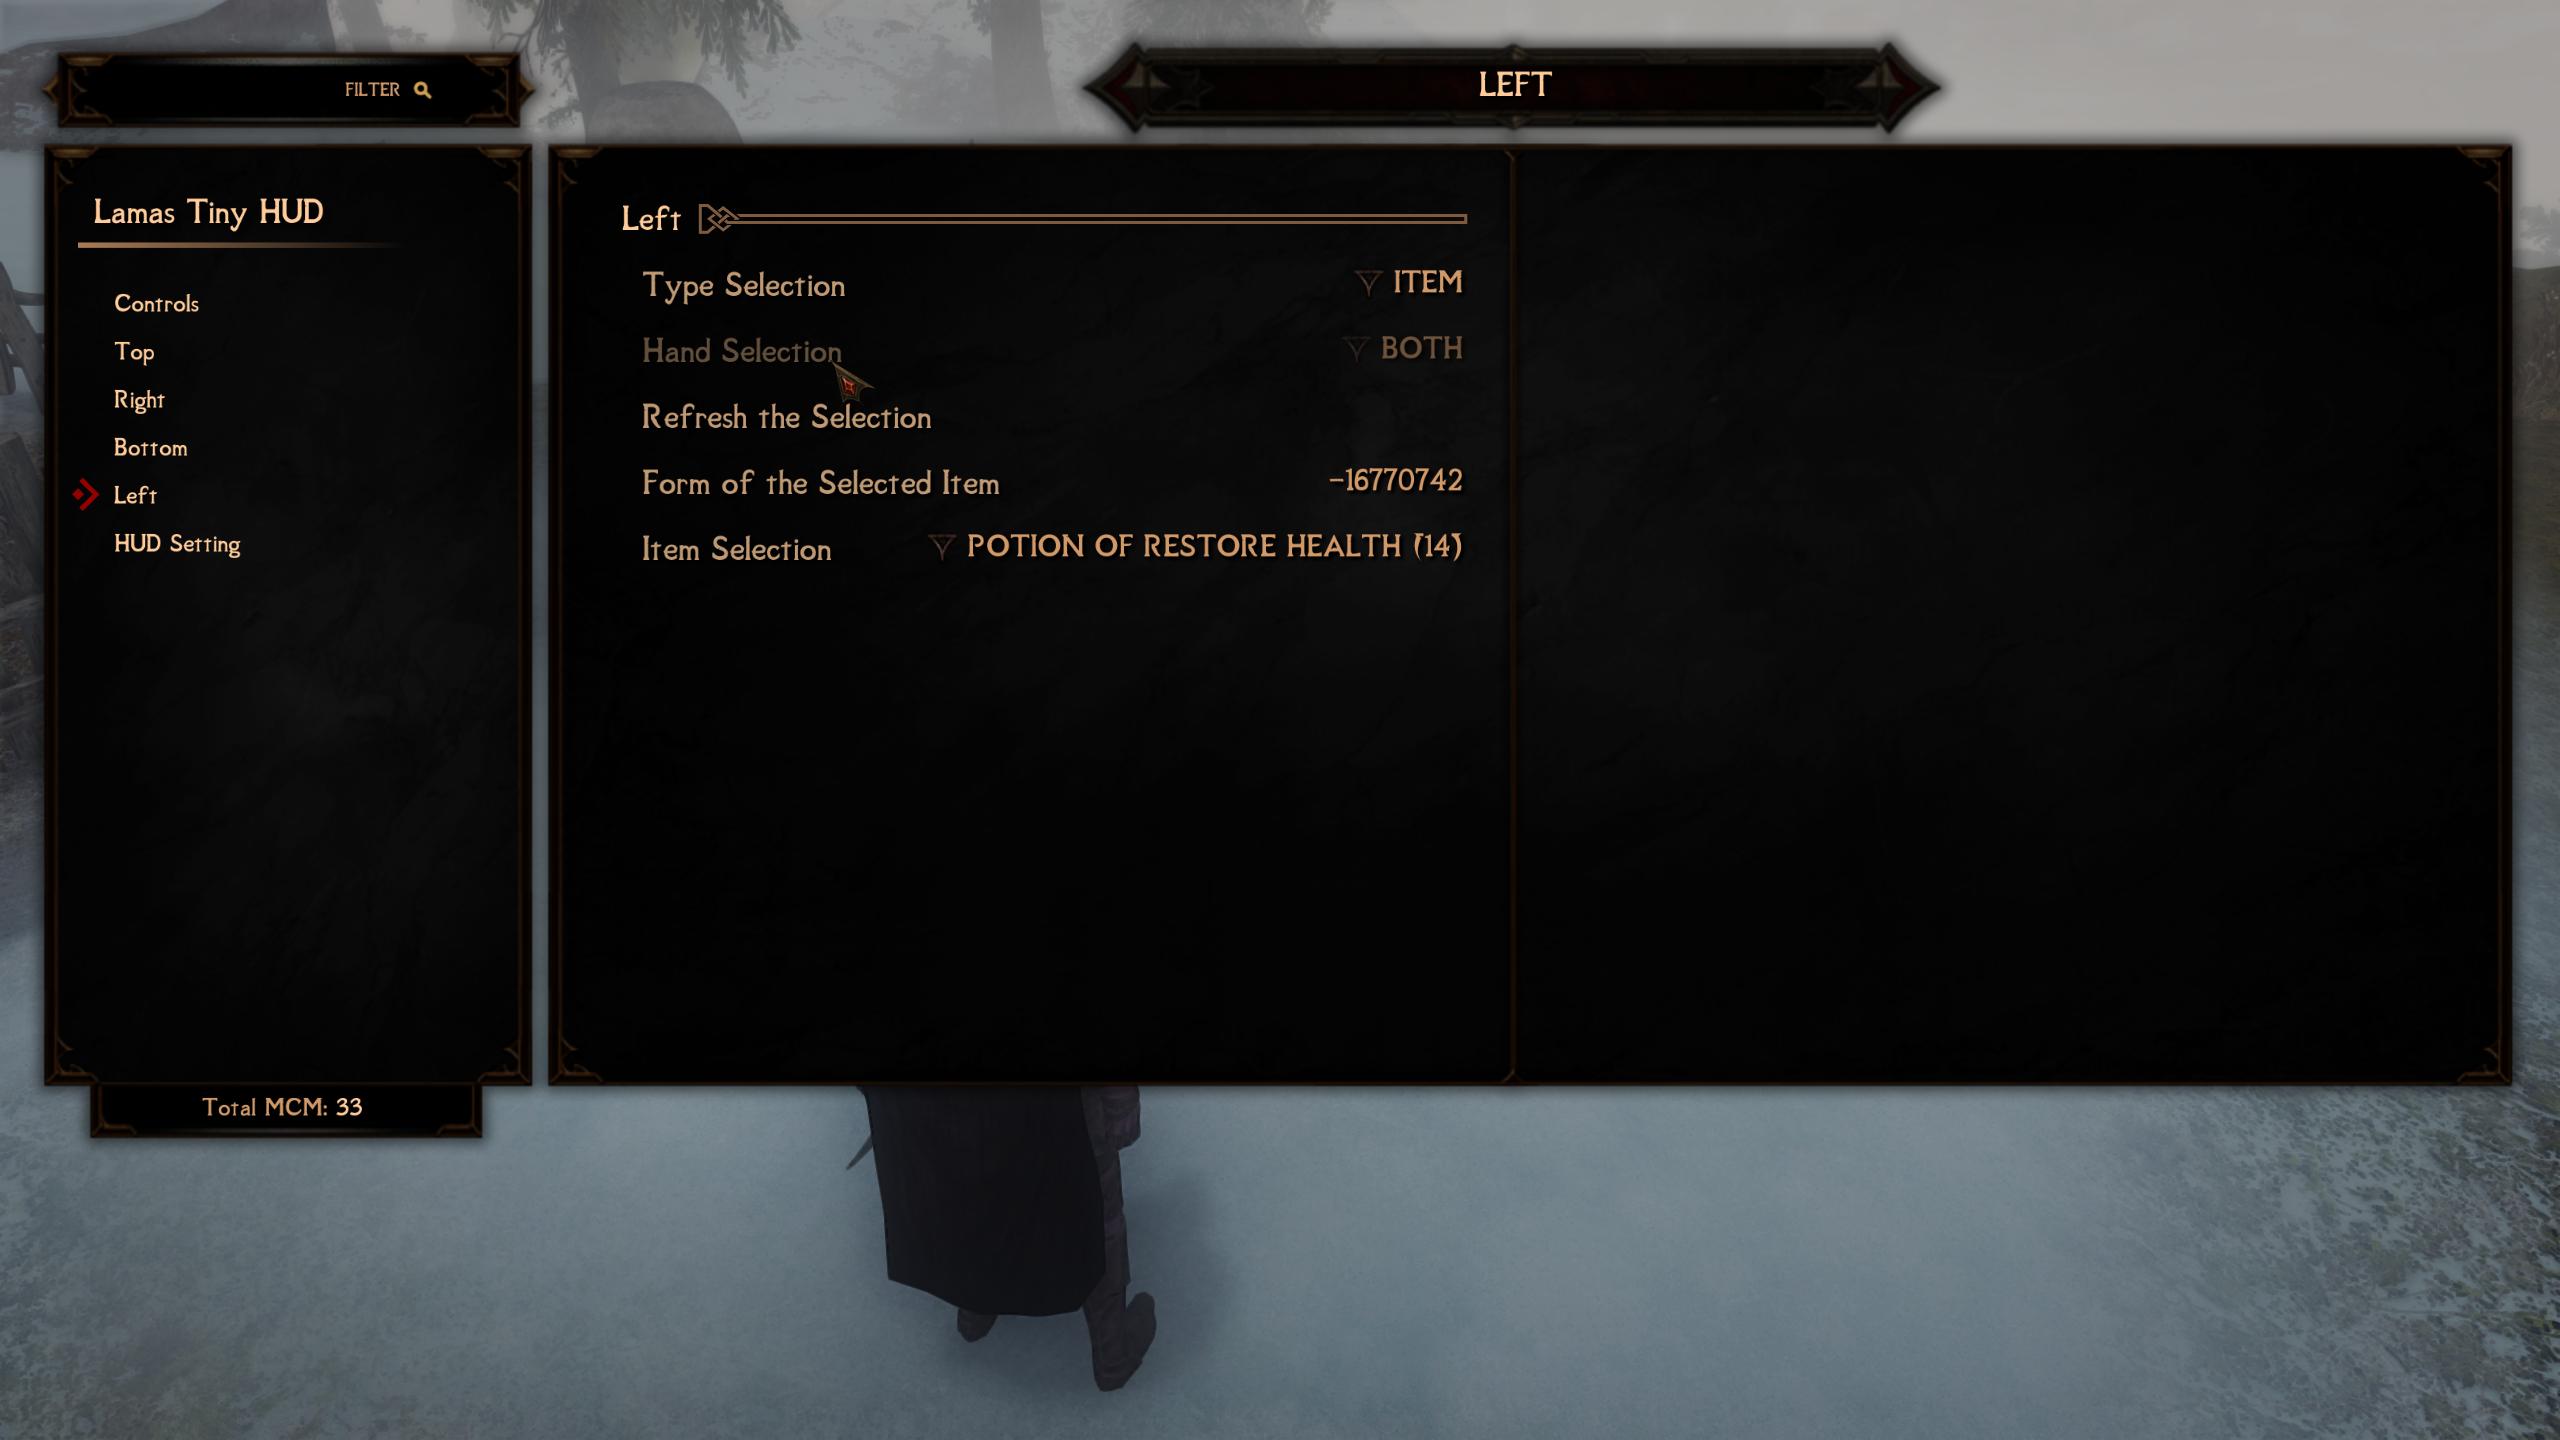 FILTER
LEFT
Lamas Tiny HUD
Controls
Top
Right
Bottom
Left
HUD Setting
Total MCM: 33
Left
Type Selection ITEM
Hand Selection BOTH
Refresh the Selection
Form of the Selected Item -16770742
Item Selection POTION OF RESTORE HEALTH (14)